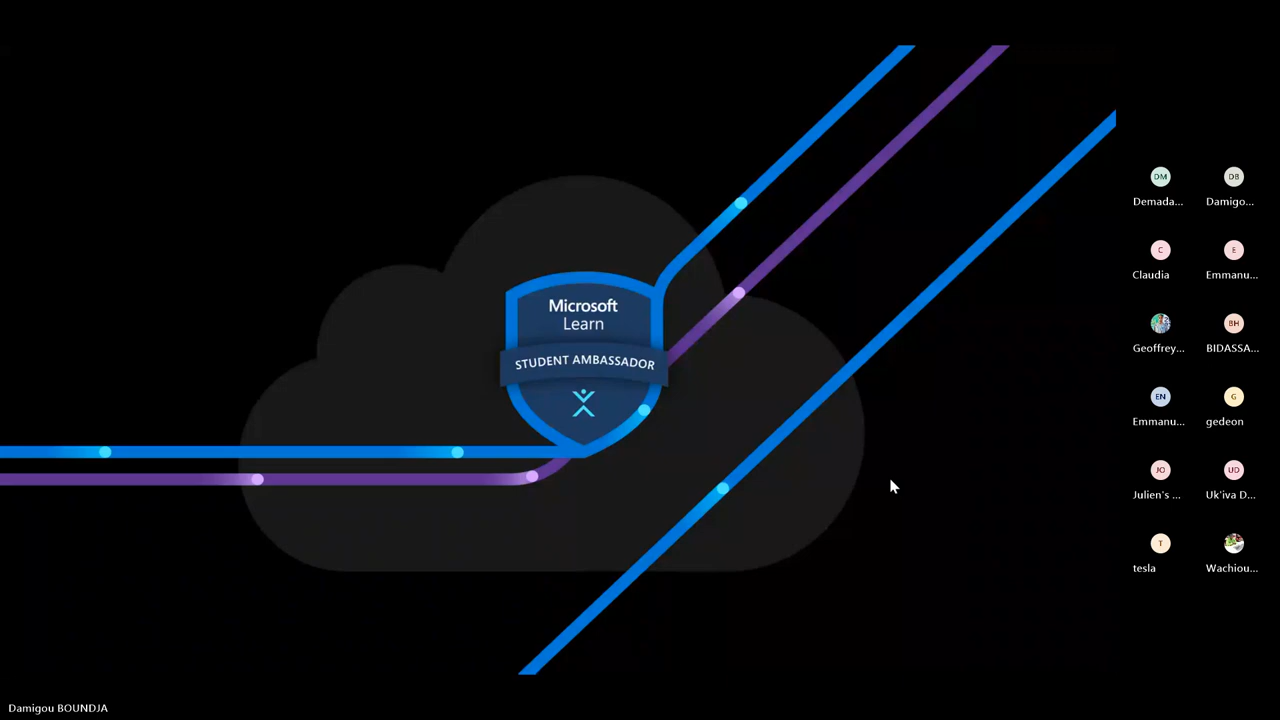 Microsoft
Learn
STUDENT AMBASSADOR
DM
DB
Demada...
Damigo...
C
E
Claudia
Emmanu...
BH
Geoffrey...
BIDASSA...
EN
G
Emmanu...
gedeon
JO
UD
Julien's ...
Uk'iva D...
T
tesla
Wachiou...
Damigou BOUNDJA